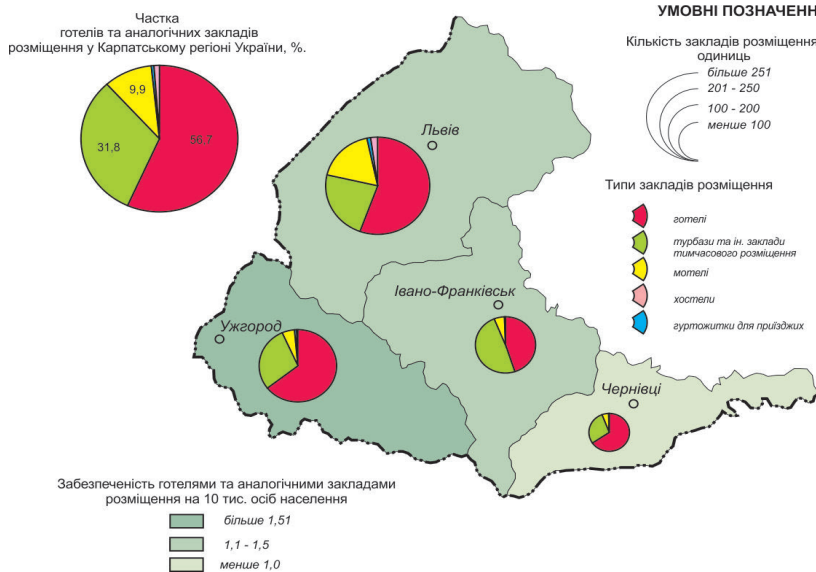 Частка
готелів та аналогічних закладів
розміщення у Карпатському регіоні України, %.
9,9
31,8
56,7
УМОВНІ ПОЗНАЧЕНН
Кількість закладів розміщення
одиниць
більше 251
201 - 250
100 - 200
менше 100
Типи закладів розміщення
готелі
турбази та ін. заклади
тимчасового розміщення
мотелі
хостели
гуртожитки для приїзджих
Львів
Івано-Франківськ
Ужгород
Чернівці
Забезпеченість готелями та аналогічними закладами
розміщення на 10 тис. осіб населення
більше 1,51
1,1 - 1,5
менше 1,0